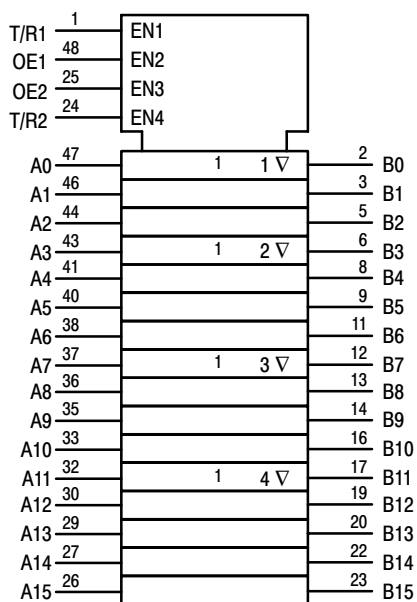 T/R1 1 EN1
OE1 48 EN2
OE2 25 EN3
T/R2 24 EN4
A0 47 1 1 ∇ 2 B0
A1 46 3 B1
A2 44 5 B2
A3 43 1 2 ∇ 6 B3
A4 41 8 B4
A5 40 9 B5
A6 38 11 B6
A7 37 1 3 ∇ 12 B7
A8 36 13 B8
A9 35 14 B9
A10 33 16 B10
A11 32 1 4 ∇ 17 B11
A12 30 19 B12
A13 29 20 B13
A14 27 22 B14
A15 26 23 B15